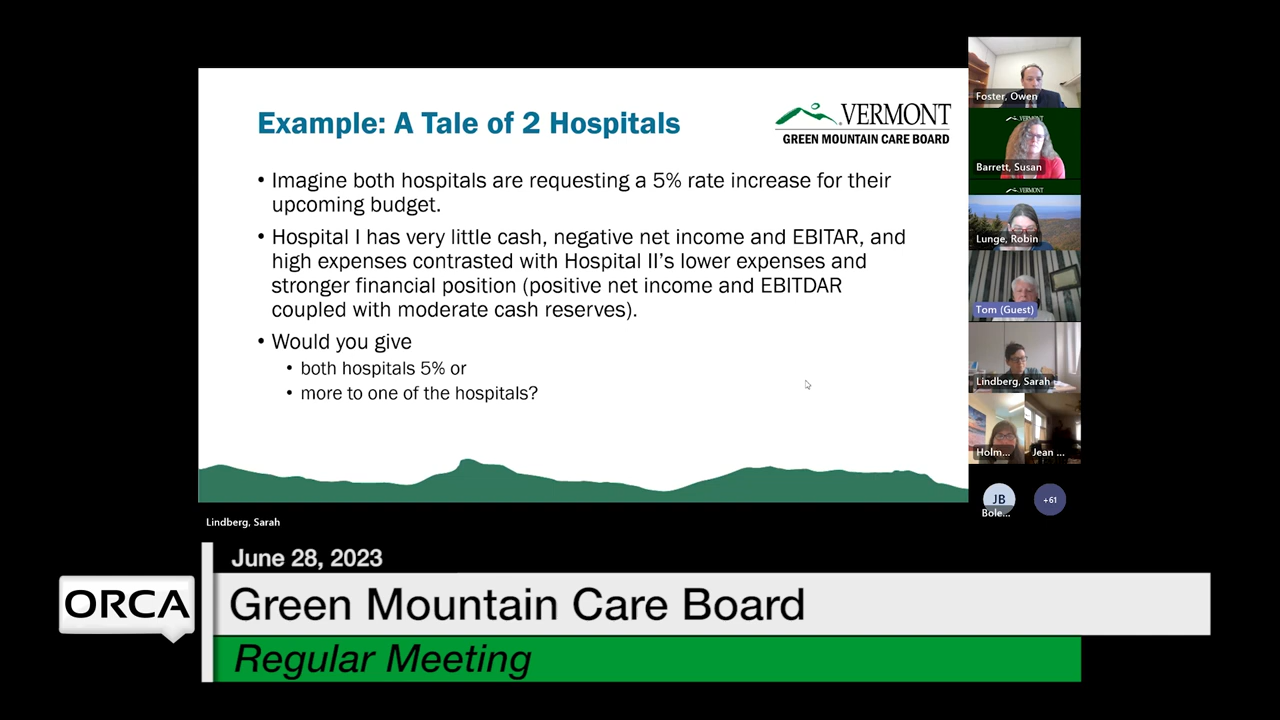 Example: A Tale of 2 Hospitals
VERMONT
GREEN MOUNTAIN CARE BOARD
• Imagine both hospitals are requesting a 5% rate increase for their
upcoming budget.
• Hospital I has very little cash, negative net income and EBITAR, and
high expenses contrasted with Hospital II's lower expenses and
stronger financial position (positive net income and EBITDAR
coupled with moderate cash reserves).
• Would you give
• both hospitals 5% or
• more to one of the hospitals?
Foster, Owen
VERMONT
Barrett, Susan
VERMONT
Lunge, Robin
Tom (Guest)
Lindberg, Sarah
Holm...
Jean ...
JB
Bole...
+61
Lindberg, Sarah
June 28, 2023
ORCA
Green Mountain Care Board
Regular Meeting